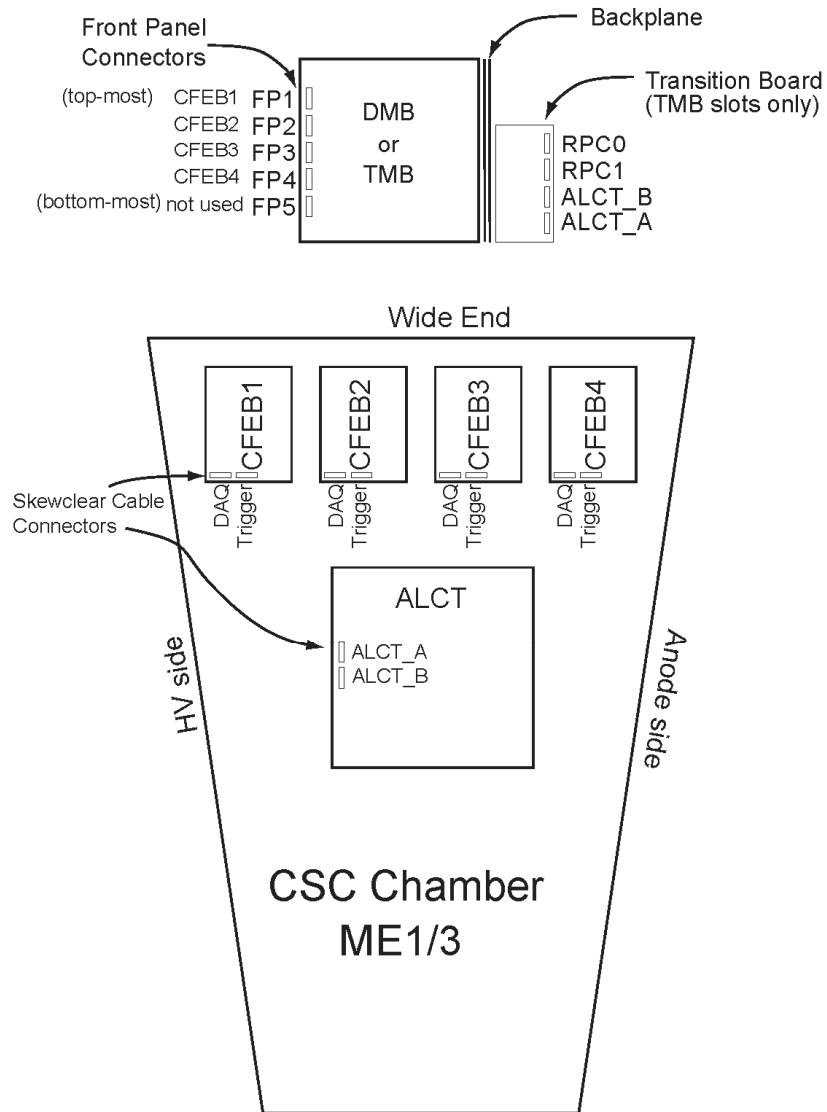 Backplane
Front Panel
Connectors
Transition Board
(TMB slots only)
(top-most) CFEB1 FP1
CFEB2 FP2
CFEB3 FP3
CFEB4 FP4
(bottom-most) not used FP5
DMB
or
TMB
RPC0
RPC1
ALCT_B
ALCT_A
Wide End
CFEB1
CFEB2
CFEB3
CFEB4
DAQ
Trigger
DAQ
Trigger
DAQ
Trigger
DAQ
Trigger
Skewclear Cable
Connectors
ALCT
ALCT_A
ALCT_B
HV side
Anode side
CSC Chamber
ME1/3